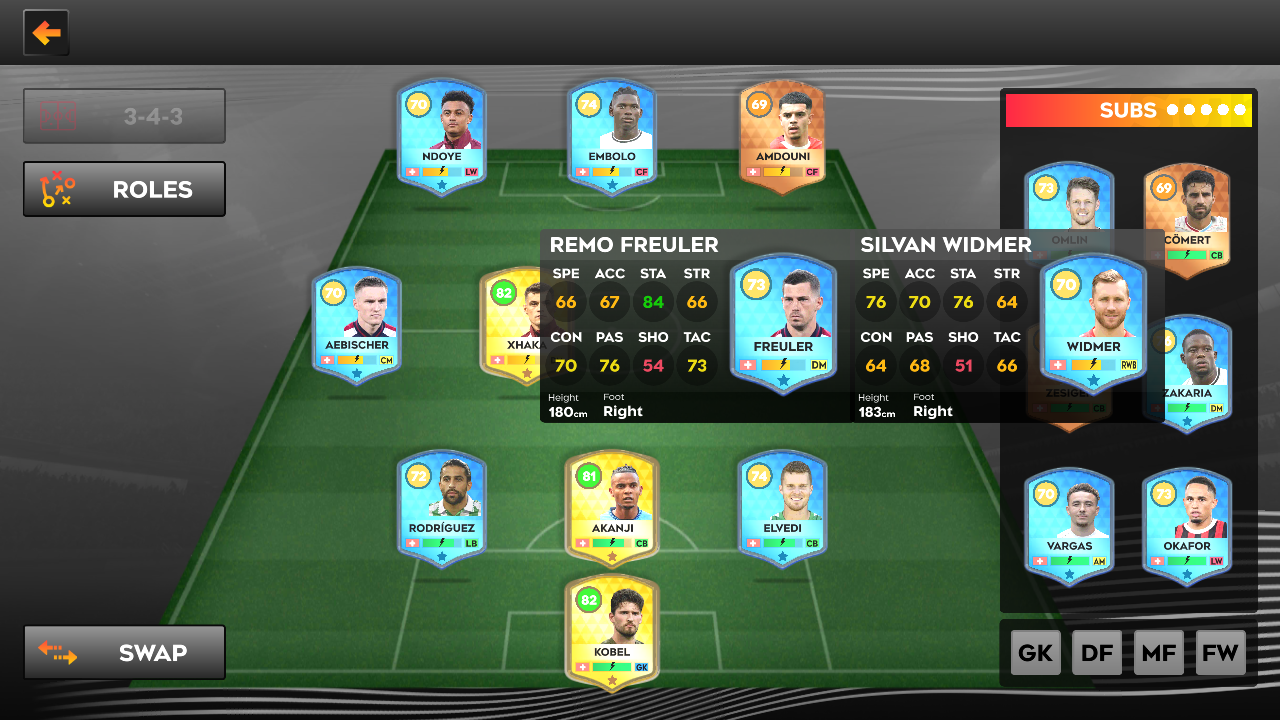 3-4-3
ROLES
70
NDOYE
LW
74
EMBOLO
CF
69
AMDOUNI
CF
SUBS
73
OMLIN
69
CÖMERT
CB
70
AEBISCHER
CM
82
XHAKA
REMO FREULER
SPE ACC STA STR
66 67 84 66
CON PAS SHO TAC
70 76 54 73
Height Foot
180cm Right
73
FREULER
DM
SILVAN WIDMER
SPE ACC STA STR
76 70 76 64
CON PAS SHO TAC
64 68 51 66
Height Foot
183cm Right
70
WIDMER
RWB
ZESIGER
CB
ZAKARIA
DM
72
RODRÍGUEZ
LB
81
AKANJI
CB
74
ELVEDI
CB
70
VARGAS
AM
73
OKAFOR
LW
82
KOBEL
GK
SWAP
GK DF MF FW